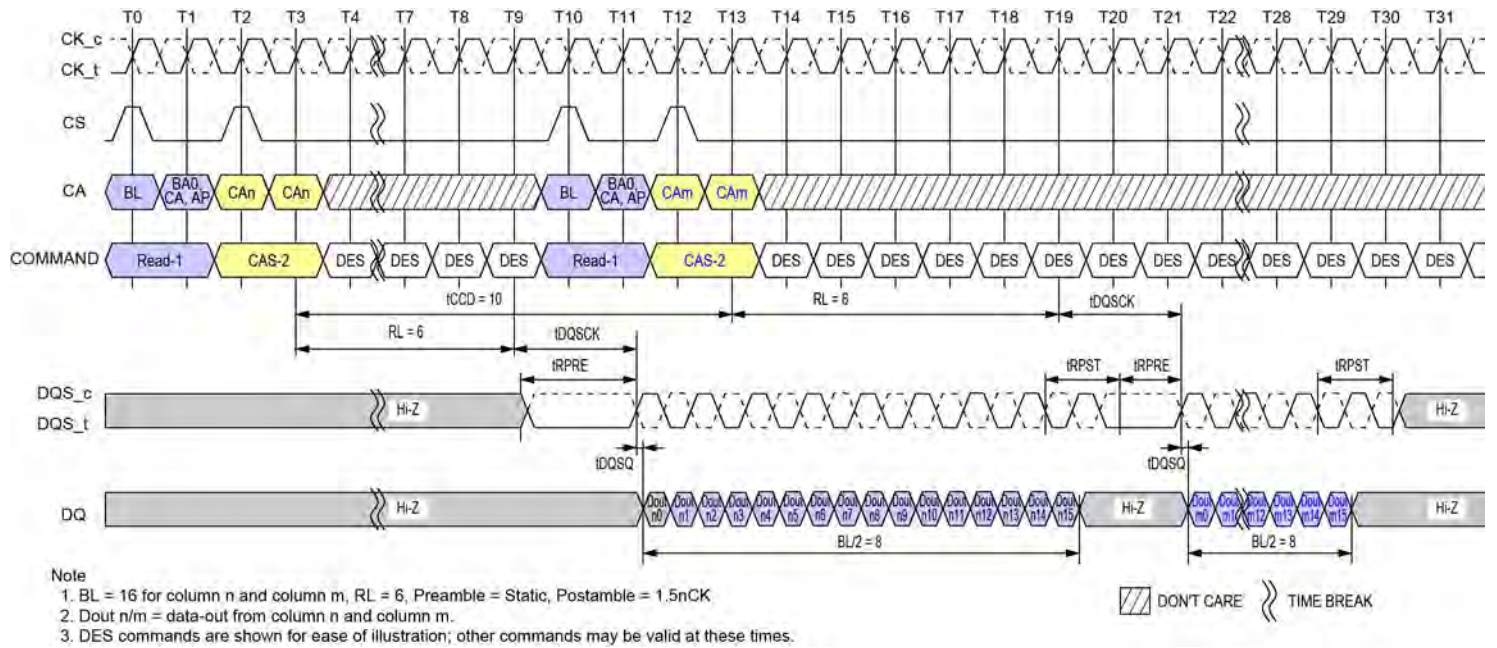 T0 T1 T2 T3 T4 T7 T8 T9 T10 T11 T12 T13 T14 T15 T16 T17 T18 T19 T20 T21 T22 T28 T29 T30 T31
CK_c
CK_t
CS
CA BL BA0, CA, AP CAn CAn BL BA0, CA, AP CAm CAm
COMMAND Read-1 CAS-2 DES DES DES DES Read-1 CAS-2 DES DES DES DES DES DES DES DES DES DES DES DES DES
tCCD = 10 RL = 6 tDQSCK
RL = 6 tDQSCK
tRPRE tRPST tRPRE tRPST
DQS_c
DQS_t Hi-Z Hi-Z
tDQSQ tDQSQ
DQ Hi-Z Dout n0 Dout n1 Dout n2 Dout n3 Dout n4 Dout n5 Dout n6 Dout n7 Dout n8 Dout n9 Dout n10 Dout n11 Dout n12 Dout n13 Dout n14 Dout n15 Hi-Z Dout m0 Dout m1 Dout m12 Dout m13 Dout m14 Dout m15 Hi-Z
BL/2 = 8 BL/2 = 8
Note
1. BL = 16 for column n and column m, RL = 6, Preamble = Static, Postamble = 1.5nCK
2. Dout n/m = data-out from column n and column m.
3. DES commands are shown for ease of illustration; other commands may be valid at these times.
DON'T CARE TIME BREAK